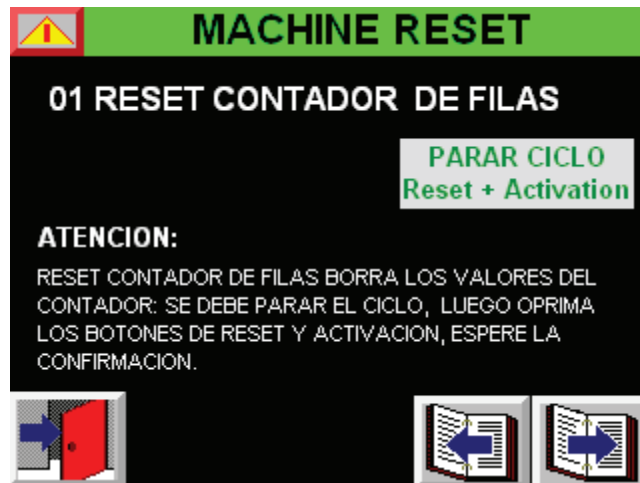 MACHINE RESET
01 RESET CONTADOR DE FILAS
PARAR CICLO
Reset + Activation
ATENCION:
RESET CONTADOR DE FILAS BORRA LOS VALORES DEL
CONTADOR: SE DEBE PARAR EL CICLO, LUEGO OPRIMA
LOS BOTONES DE RESET Y ACTIVACION, ESPERE LA
CONFIRMACION.